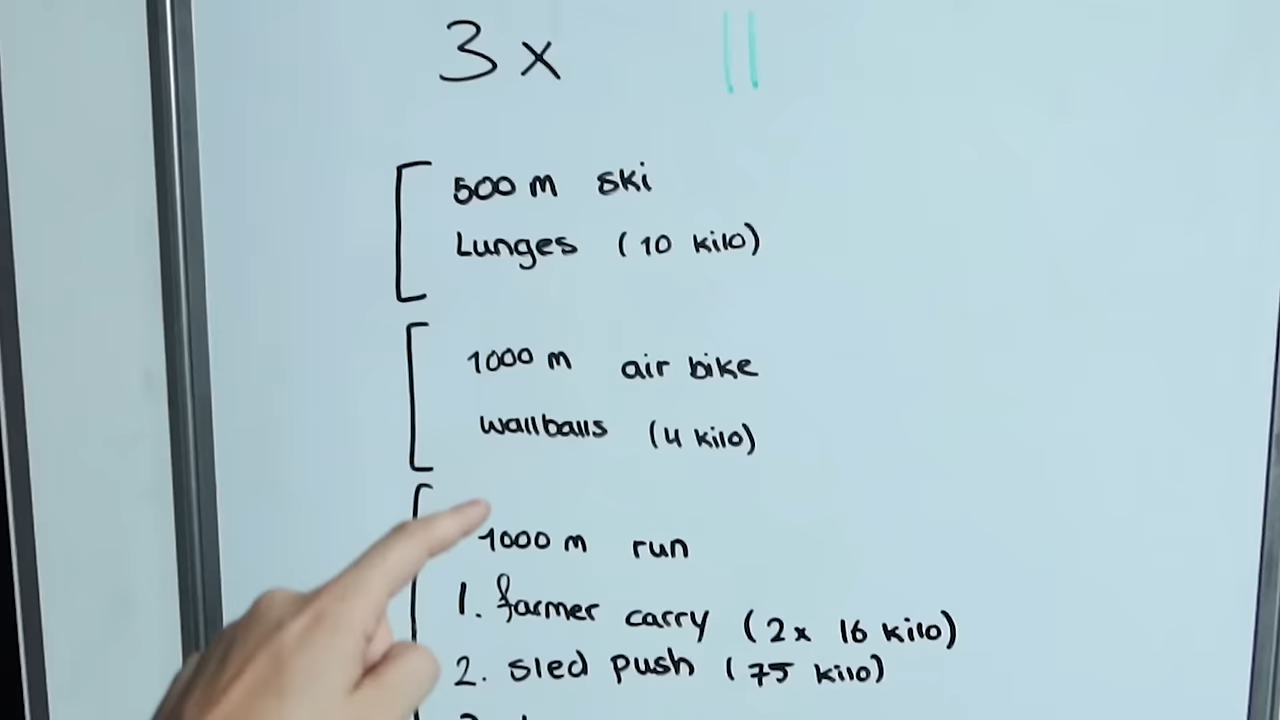 3x ||
500 m ski
Lunges (10 kilo)
1000 m air bike
wallballs (4 kilo)
1000 m run
1. farmer carry (2x 16 kilo)
2. sled push (75 kilo)